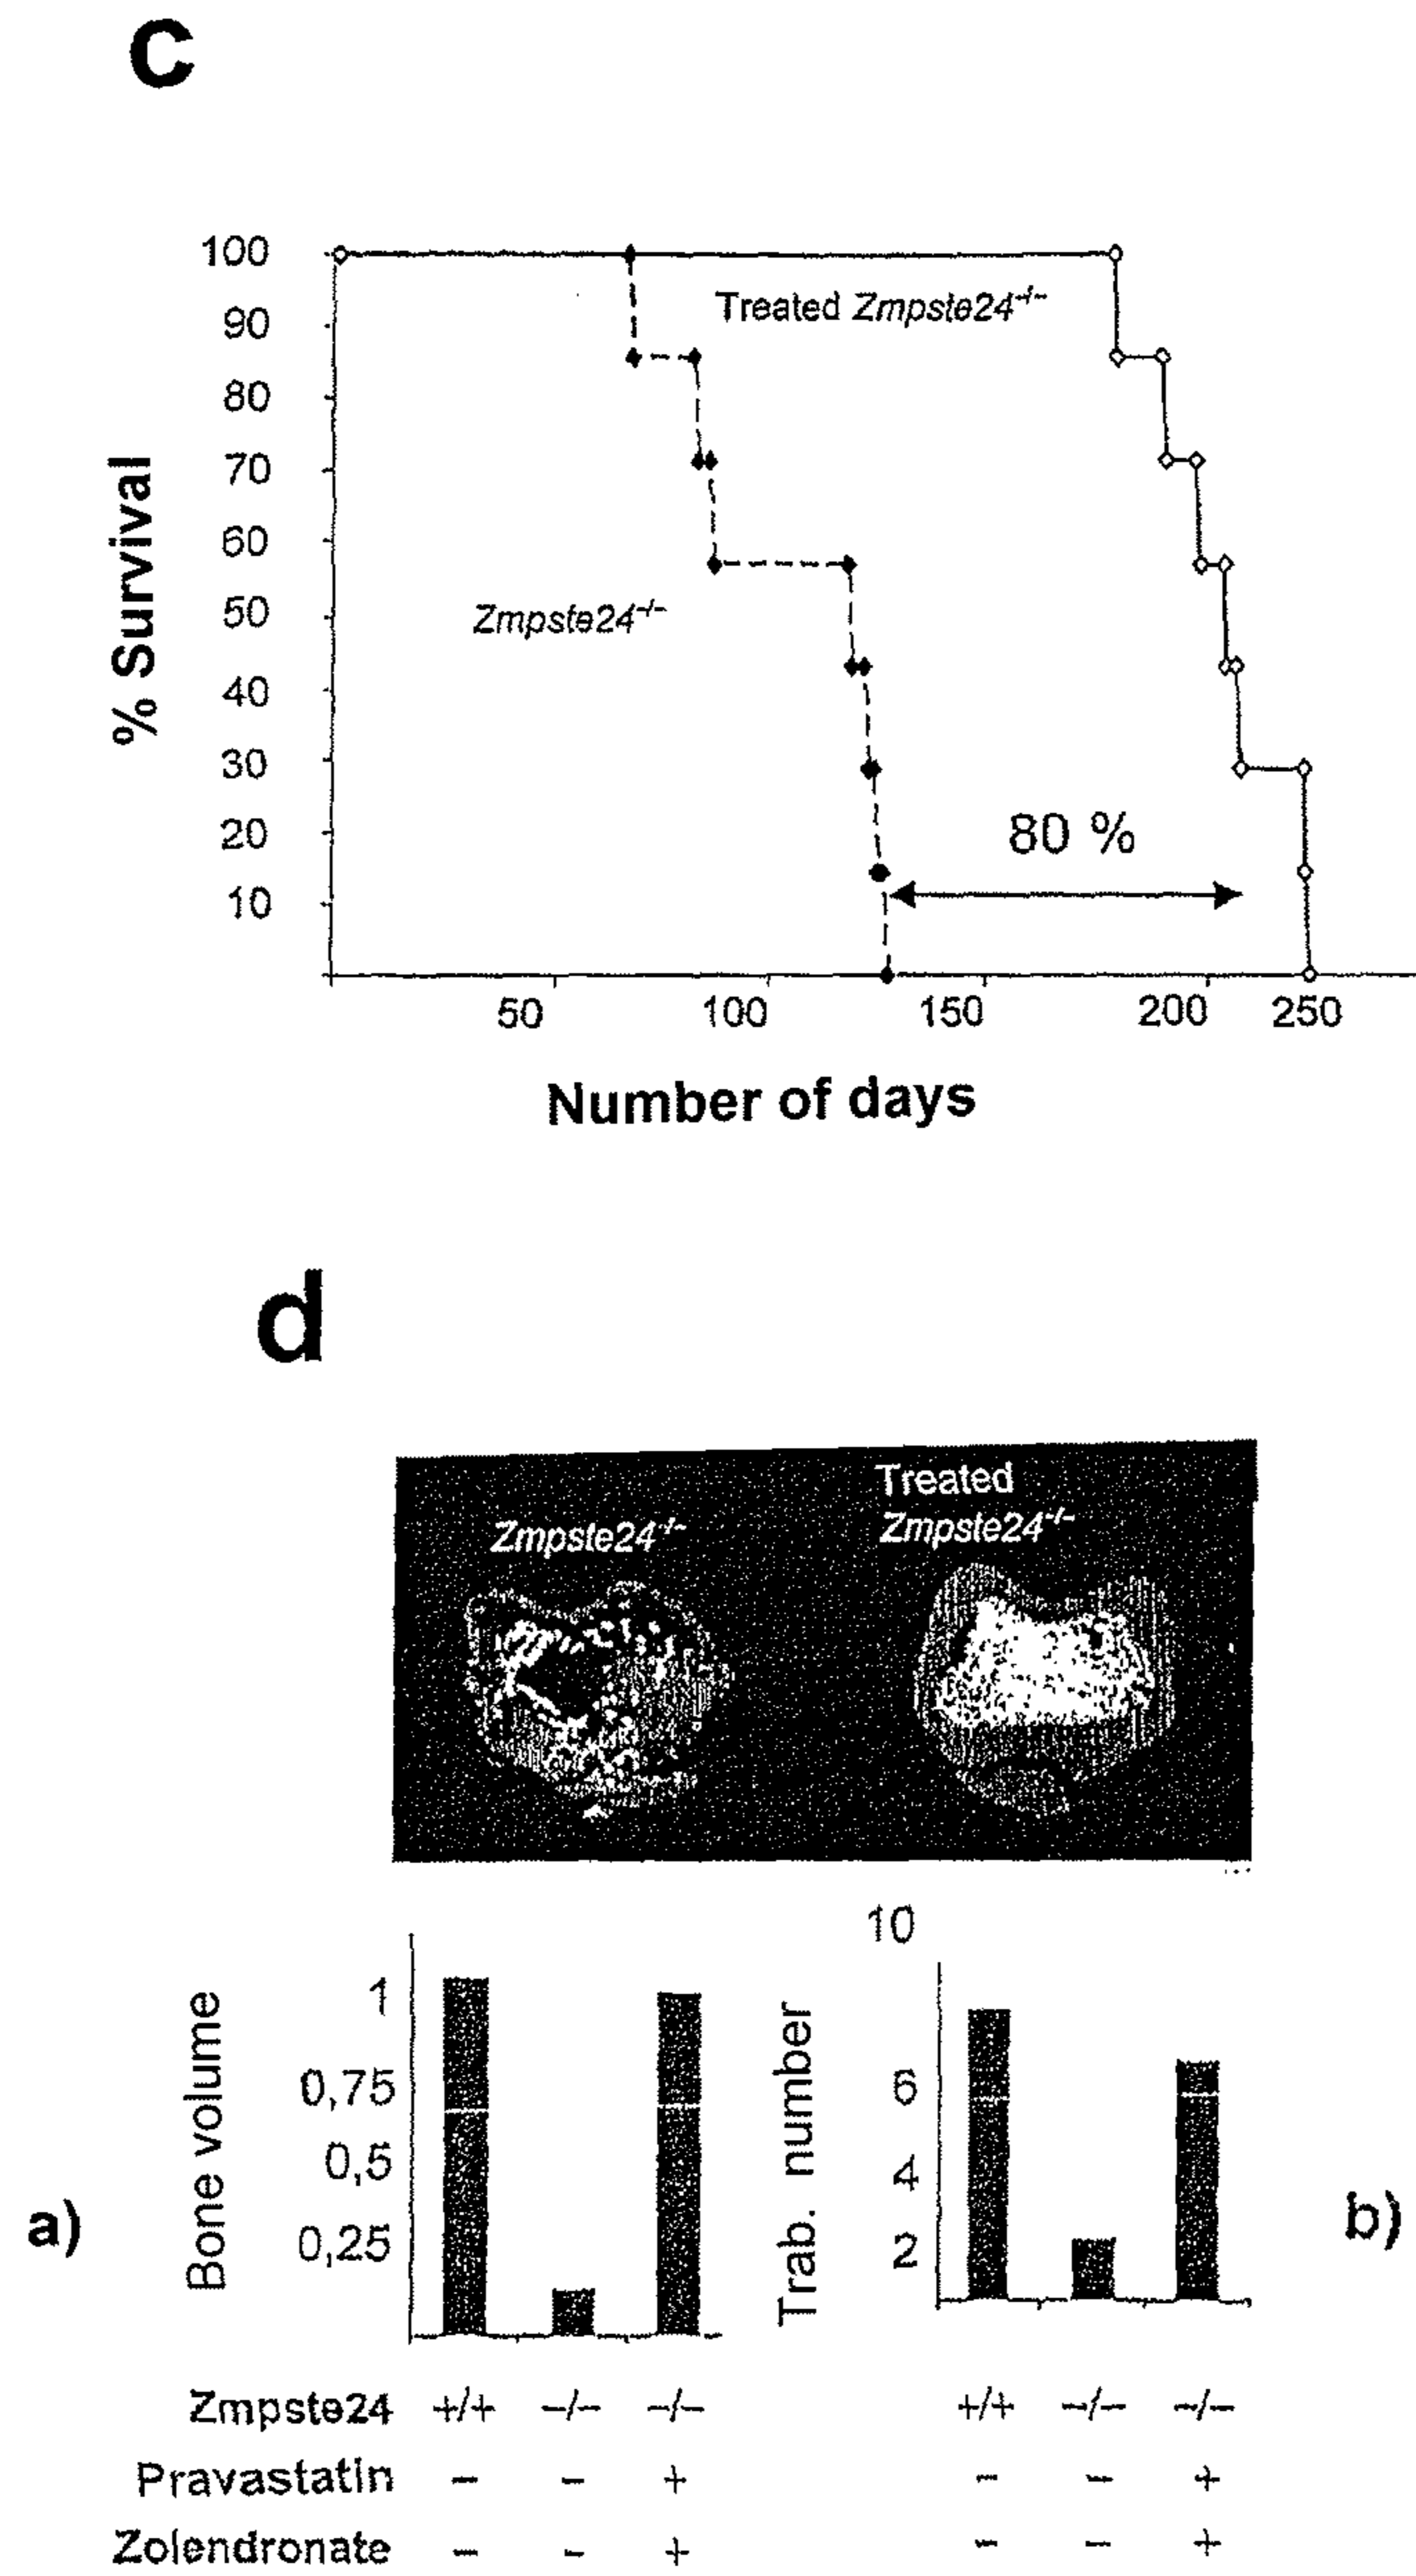 c
100
90
80
70
60
50
40
30
20
10
% Survival
Treated Zmpste24-/-
Zmpste24-/-
80 %
50 100 150 200 250
Number of days
d
Zmpste24-/-
Treated
Zmpste24-/-
a)
Bone volume
1
0,75
0,5
0,25
Trab. number
10
6
4
2
b)
Zmpste24 +/+ -/- -/- +/+ -/- -/-
Pravastatin - - + - - +
Zolendronate - - + - - +